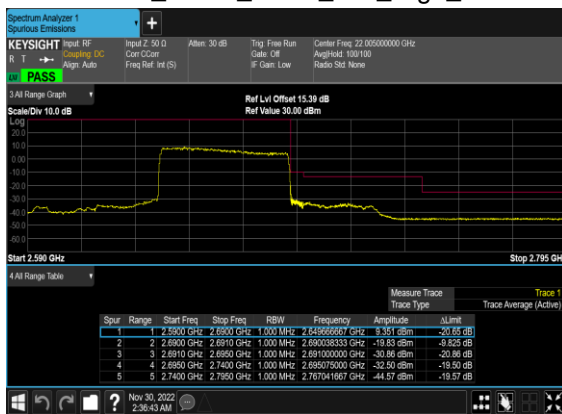 Spectrum Analyzer 1
Spurious Emissions
+
KEYSIGHT Input: RF Input Z: 50 Ω Atten: 30 dB Trig: Free Run Center Freq: 22.005000000 GHz
R T Coupling: DC Corr CCorr Gate: Off Avg|Hold: 100/100
Align: Auto Freq Ref: Int (S) IF Gain: Low Radio Std: None
PASS
3 All Range Graph
Ref Lvl Offset 15.39 dB
Scale/Div 10.0 dB Ref Value 30.00 dBm
Log
20.0
10.0
0.00
-10.0
-20.0
-30.0
-40.0
-50.0
-60.0
Start 2.590 GHz Stop 2.795 GH
4 All Range Table
Measure Trace Trace 1
Trace Type Trace Average (Active)
Spur Range Start Freq Stop Freq RBW Frequency Amplitude ΔLimit
1 1 2.5900 GHz 2.6900 GHz 1.000 MHz 2.649666667 GHz 9.351 dBm -20.65 dB
2 2 2.6900 GHz 2.6910 GHz 1.000 MHz 2.690038333 GHz -19.83 dBm -9.825 dB
3 3 2.6910 GHz 2.6950 GHz 1.000 MHz 2.691000000 GHz -30.86 dBm -20.86 dB
4 4 2.6950 GHz 2.7400 GHz 1.000 MHz 2.695075000 GHz -32.50 dBm -19.50 dB
5 5 2.7400 GHz 2.7950 GHz 1.000 MHz 2.767041667 GHz -44.57 dBm -19.57 dB
?
Nov 30, 2022
2:36:43 AM